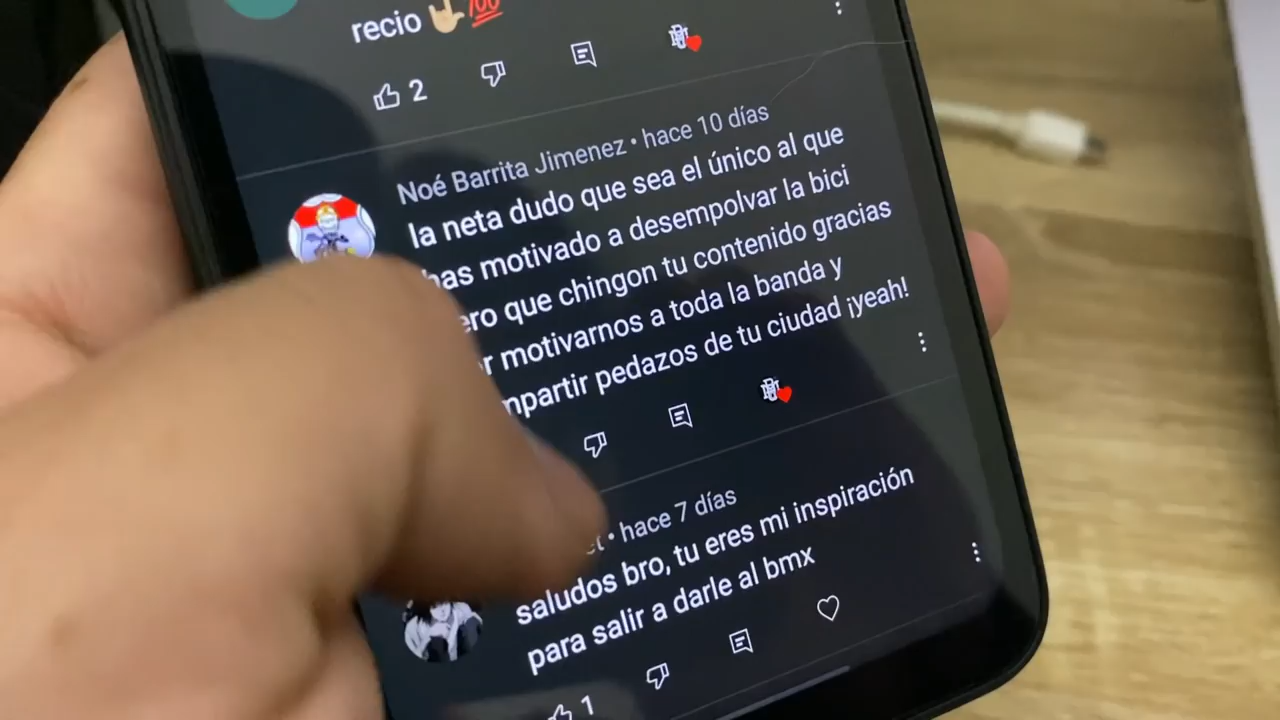 recio 🤙🏼💯
2
Noé Barrita Jimenez • hace 10 días
la neta dudo que sea el único al que
has motivado a desempolvar la bici
que chingon tu contenido gracias
motivarnos a toda la banda y
pedazos de tu ciudad ¡yeah!
• hace 7 días
saludos bro, tu eres mi inspiración
para salir a darle al bmx
1